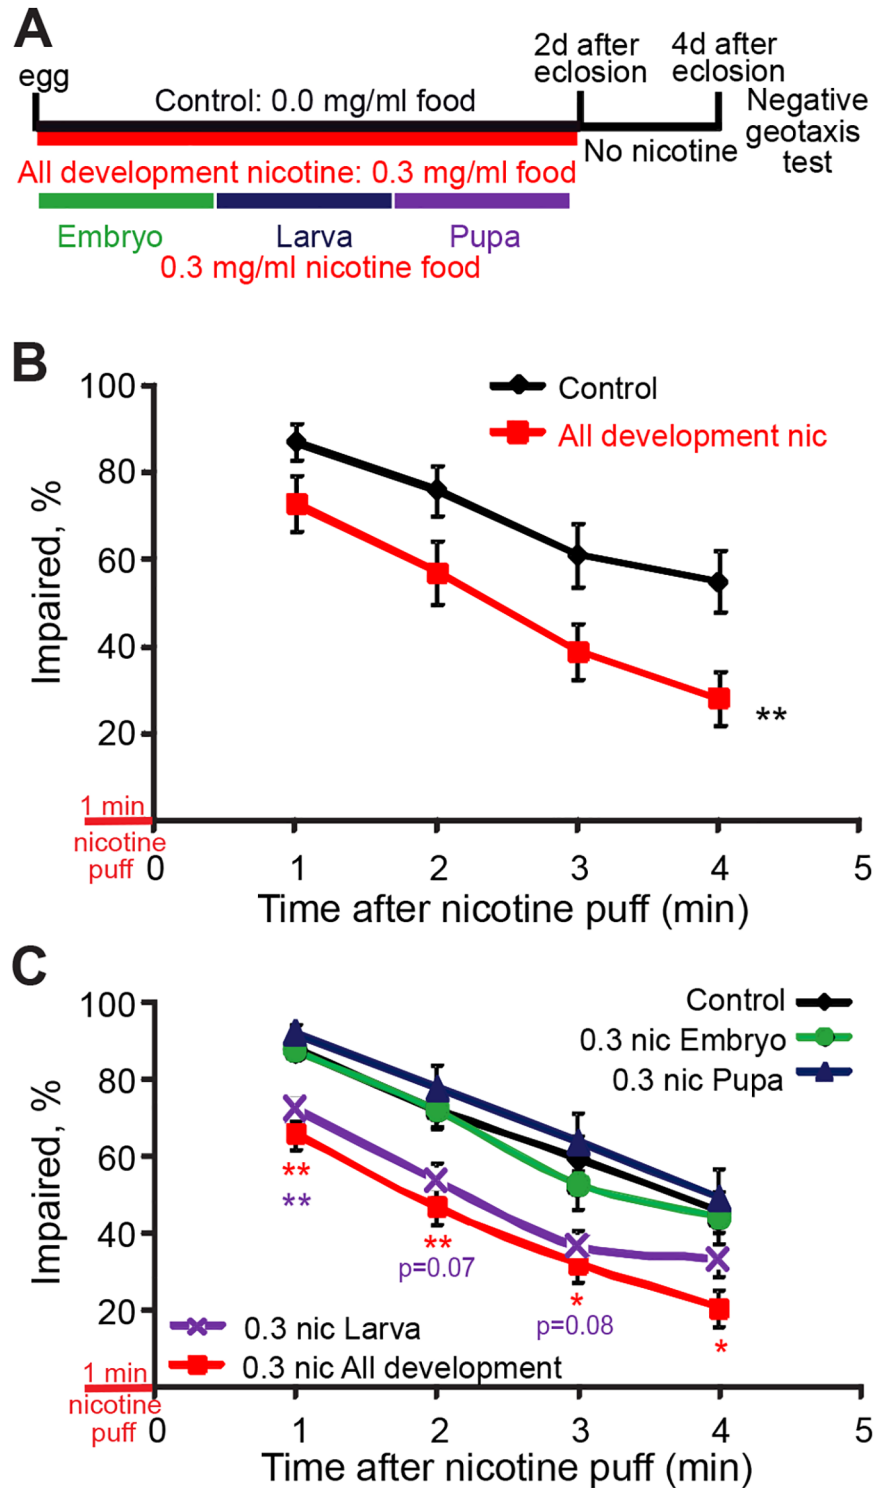 A
egg
2d after
eclosion
4d after
eclosion
Control: 0.0 mg/ml food
Negative
geotaxis
test
No nicotine
All development nicotine: 0.3 mg/ml food
Embryo
Larva
Pupa
0.3 mg/ml nicotine food
B
100
80
60
40
20
Impaired, %
Control
All development nic
**
1 min
nicotine
puff
0
1
2
3
4
5
Time after nicotine puff (min)
C
100
80
60
40
20
Impaired, %
Control
0.3 nic Embryo
0.3 nic Pupa
**
**
**
p=0.07
*
p=0.08
*
0.3 nic Larva
0.3 nic All development
1 min
nicotine
puff
0
1
2
3
4
5
Time after nicotine puff (min)